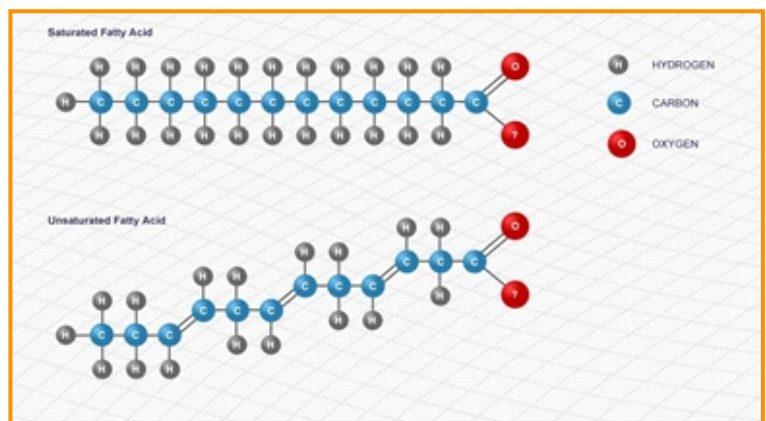 Saturated Fatty Acid
H H H H H H H H H H H O
H C C C C C C C C C C C C
H H H H H H H H H H H ?
H HYDROGEN
C CARBON
O OXYGEN
Unsaturated Fatty Acid
H H O
H H
C C C
H H
C C C
H ?
H H
C C C
H H
H C C C
H H
H H H